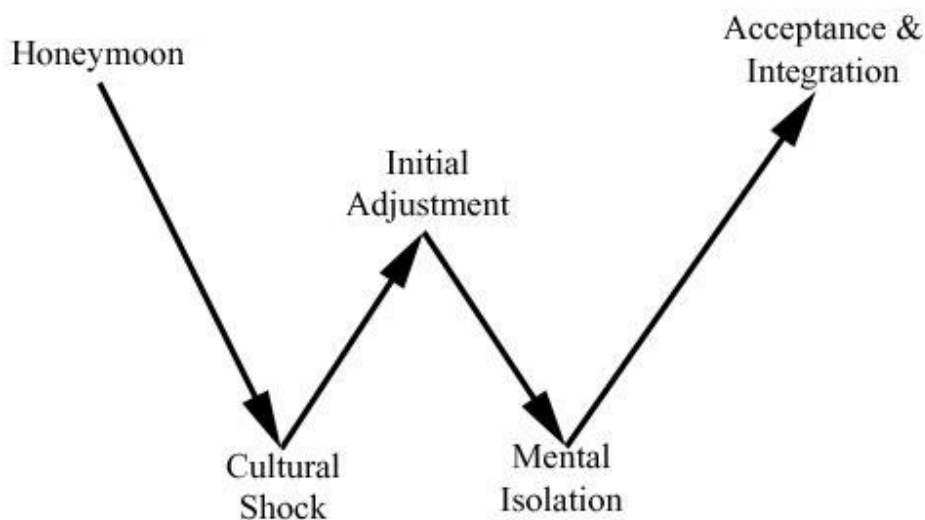 Honeymoon
Cultural
Shock
Initial
Adjustment
Mental
Isolation
Acceptance &
Integration